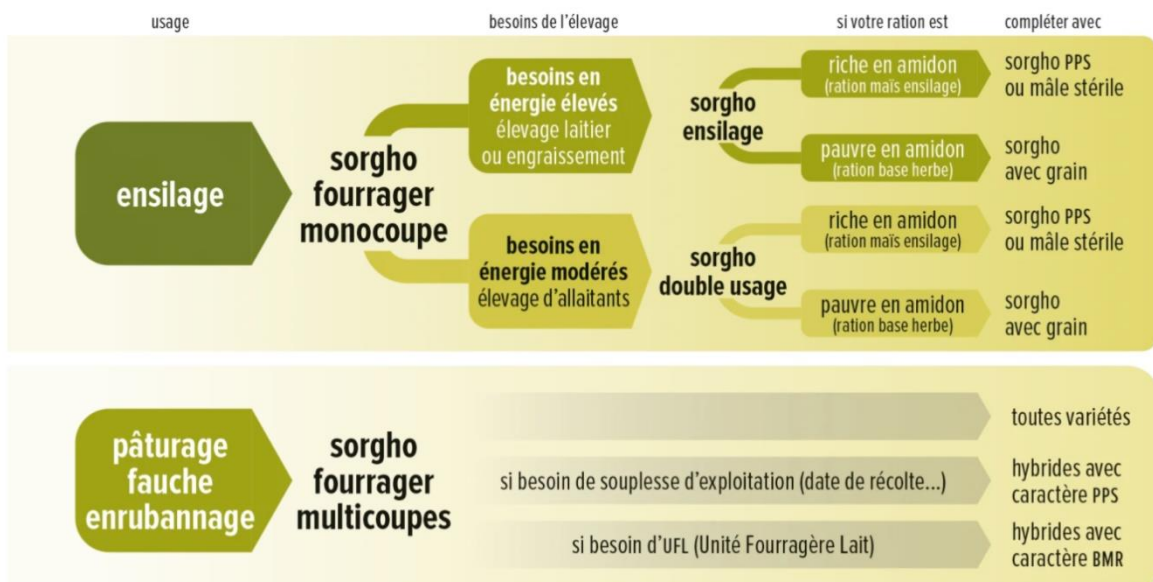 usage
besoins de l'élevage
si votre ration est
compléter avec
ensilage
sorgho
fourrager
monocoupe
besoins en
énergie élevés
élevage laitier
ou engraissement
sorgho
ensilage
riche en amidon
(ration maïs ensilage)
sorgho PPS
ou mâle stérile
pauvre en amidon
(ration base herbe)
sorgho
avec grain
besoins en
énergie modérés
élevage d'allaitants
sorgho
double usage
riche en amidon
(ration maïs ensilage)
sorgho PPS
ou mâle stérile
pauvre en amidon
(ration base herbe)
sorgho
avec grain
pâturage
fauche
enrubannage
sorgho
fourrager
multicoupes
toutes variétés
si besoin de souplesse d'exploitation (date de récolte...)
hybrides avec
caractère PPS
si besoin d'UFL (Unité Fourragère Lait)
hybrides avec
caractère BMR